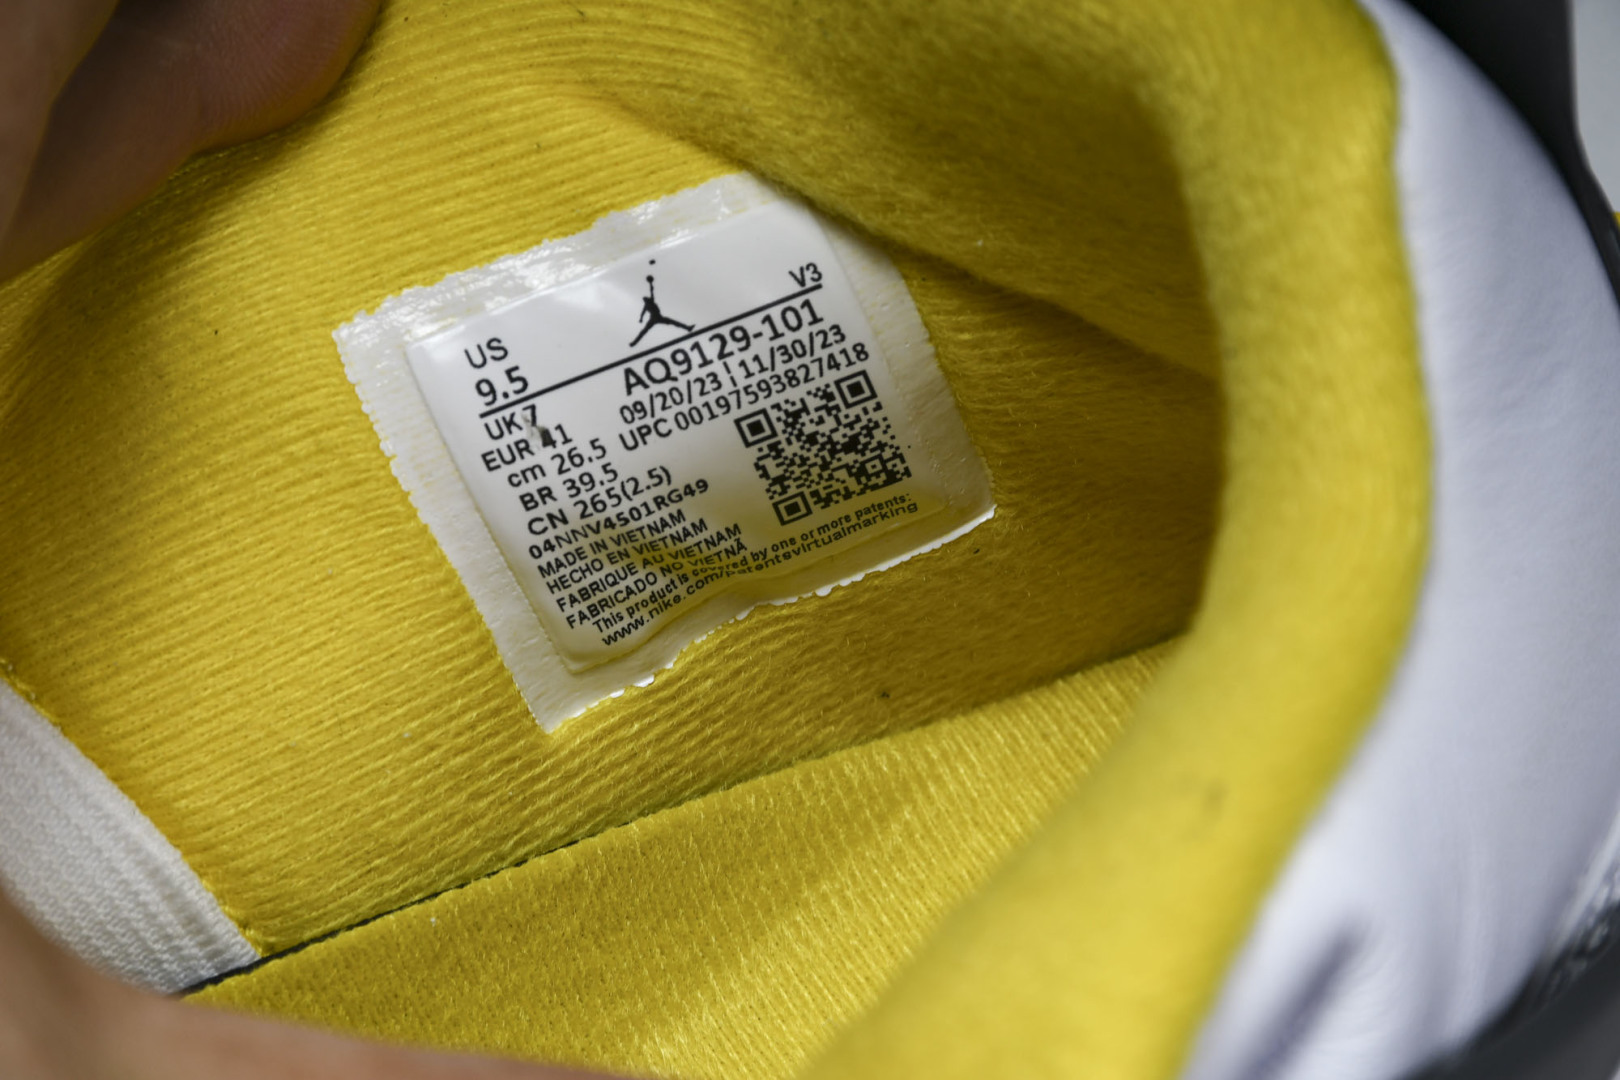 V3
US
9.5
AQ9129-101
09/20/23 | 11/30/23
UPC 00197593827418
UK 7
EUR 41
cm 26.5
BR 39.5
CN 265(2.5)
04NNV4501RG49
MADE IN VIETNAM
HECHO EN VIETNAM
FABRIQUE AU VIETNAM
FABRICADO NO VIETNÃ
This product is covered by one or more patents:
www.nike.com/patentsvirtualmarking